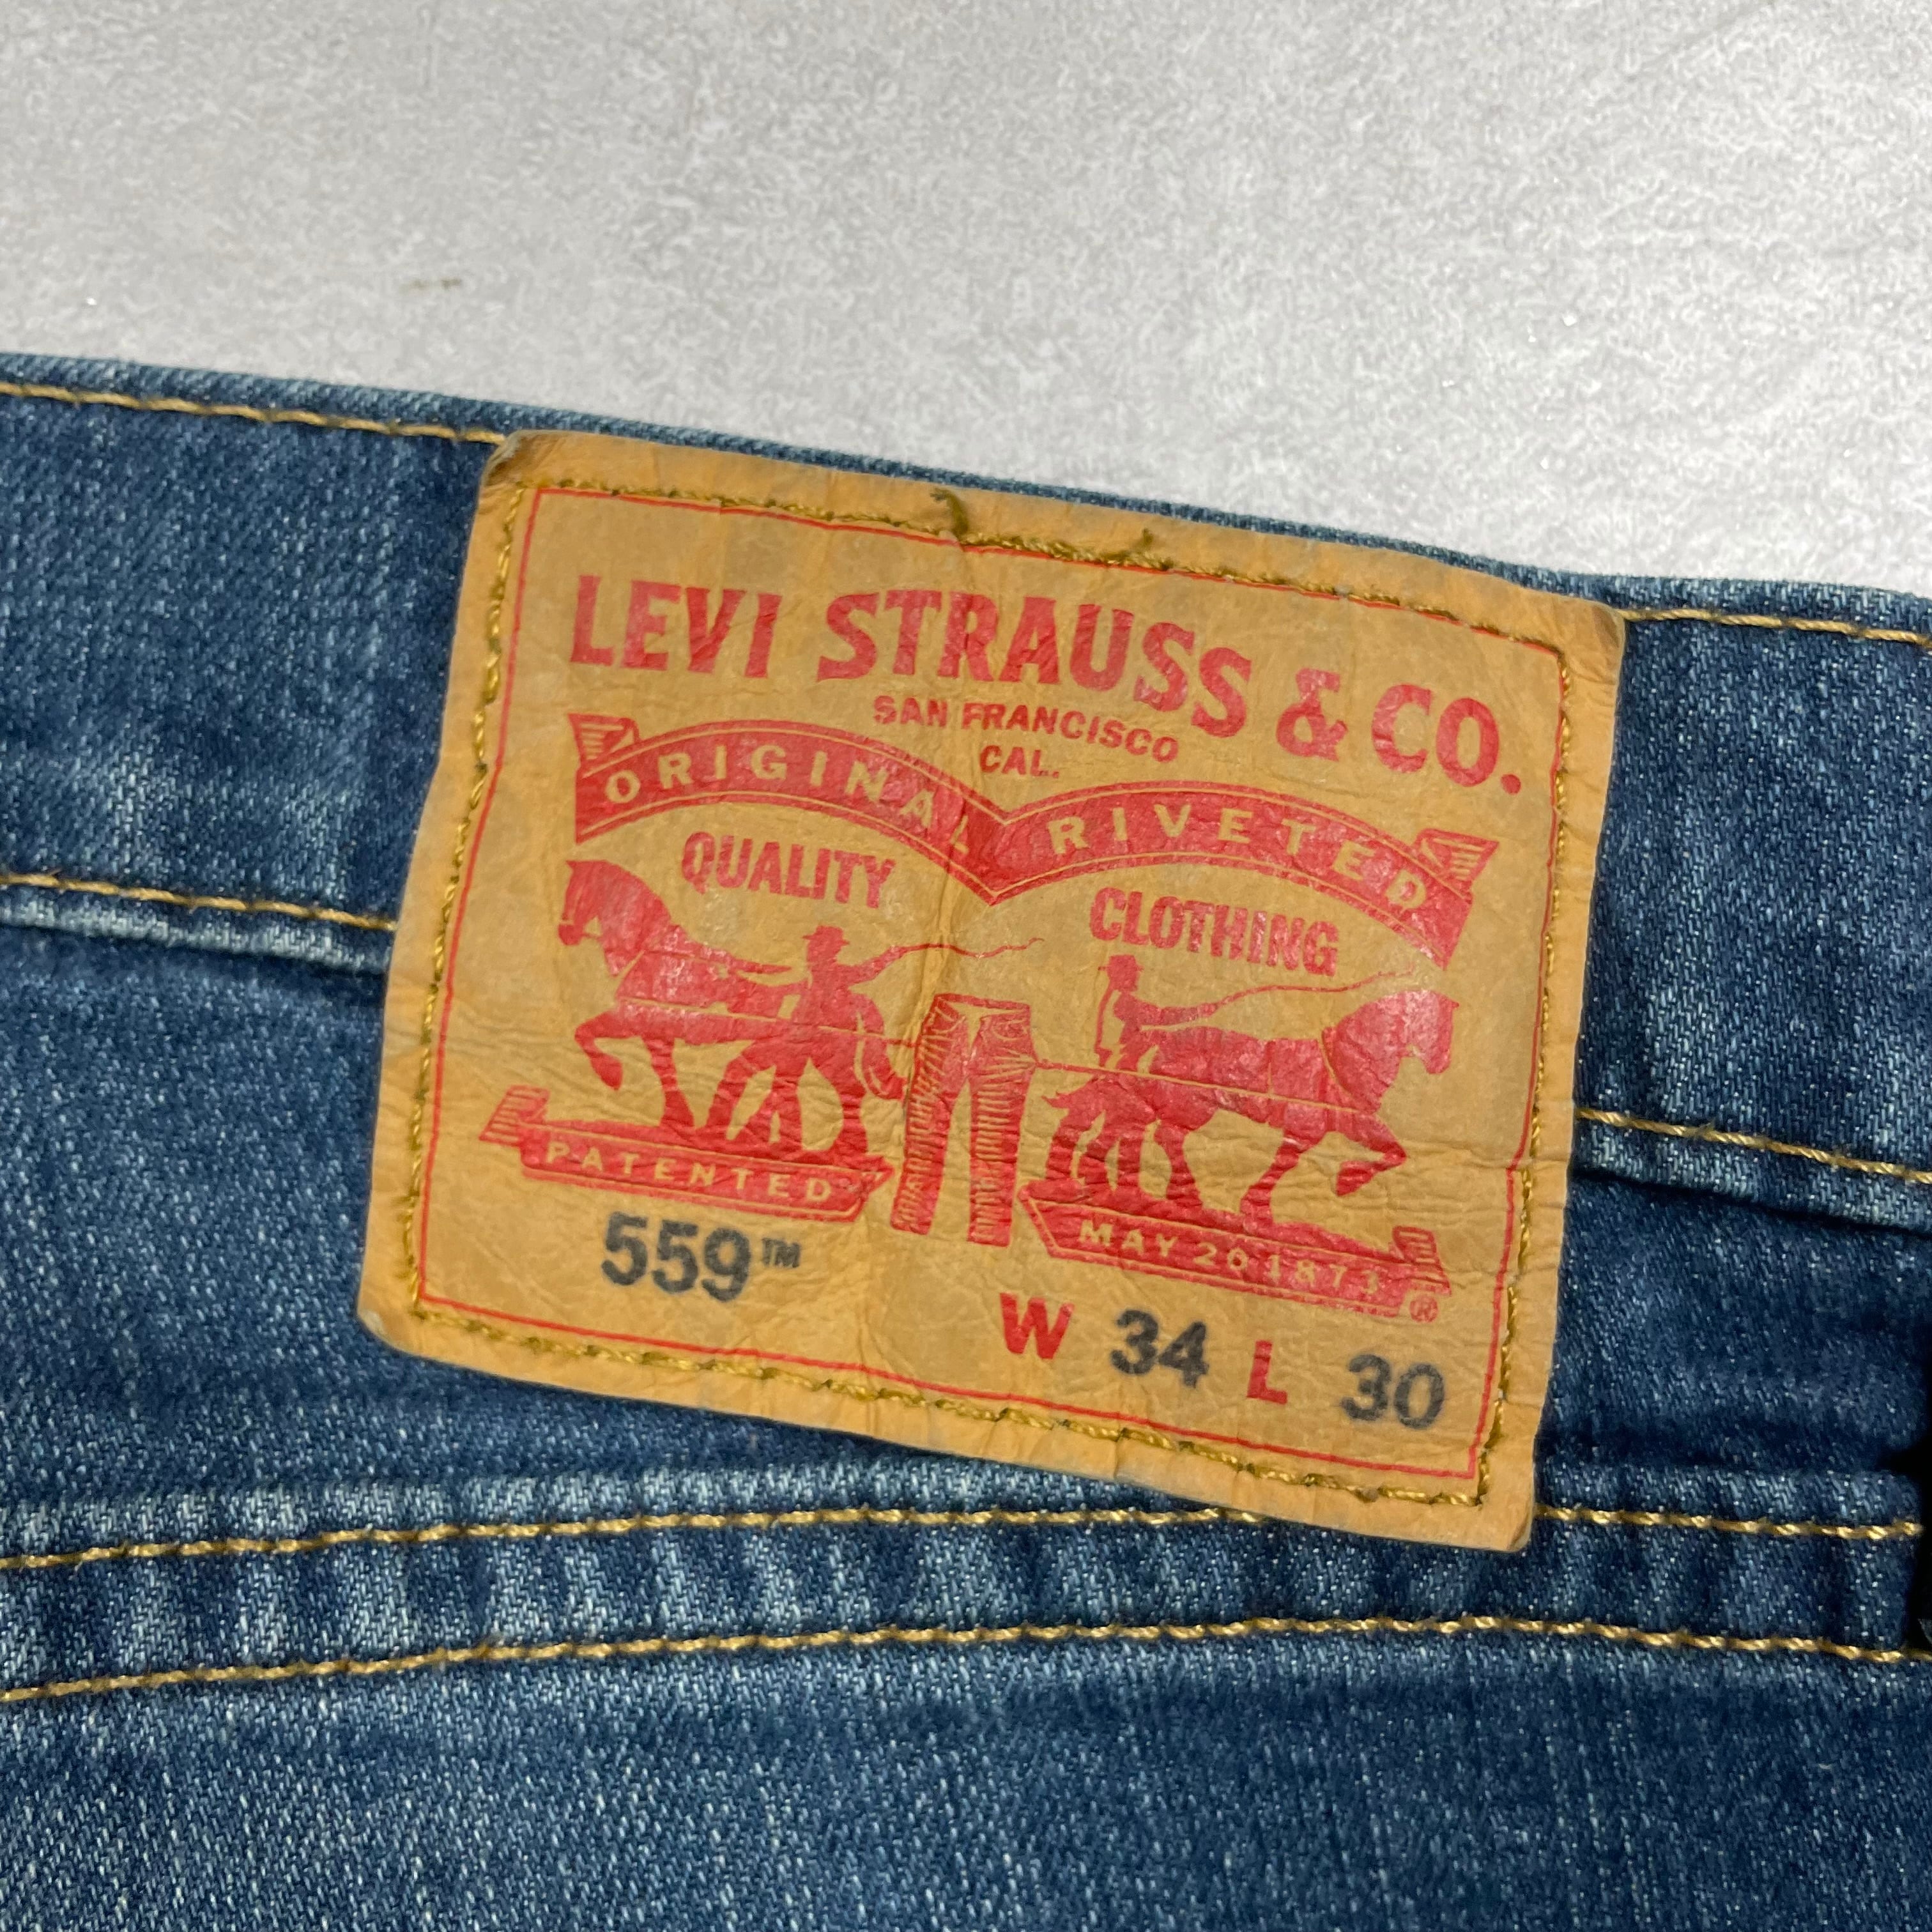 LEVI STRAUSS & CO.
SAN FRANCISCO
CAL.
ORIGINAL RIVETED
QUALITY CLOTHING
PATENTED
MAY 20 1873 ®
559™
W 34 L 30